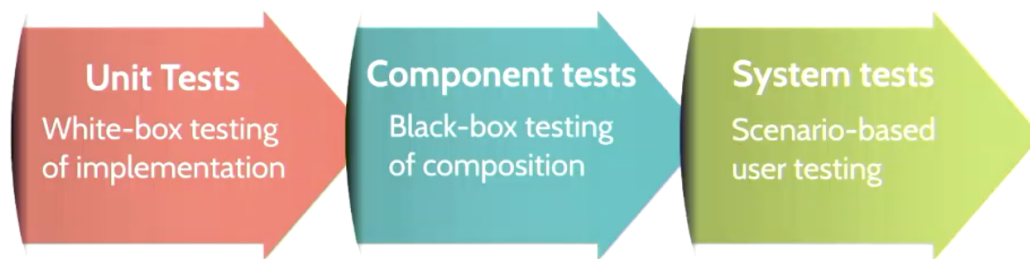 Unit Tests
White-box testing
of implementation
Component tests
Black-box testing
of composition
System tests
Scenario-based
user testing